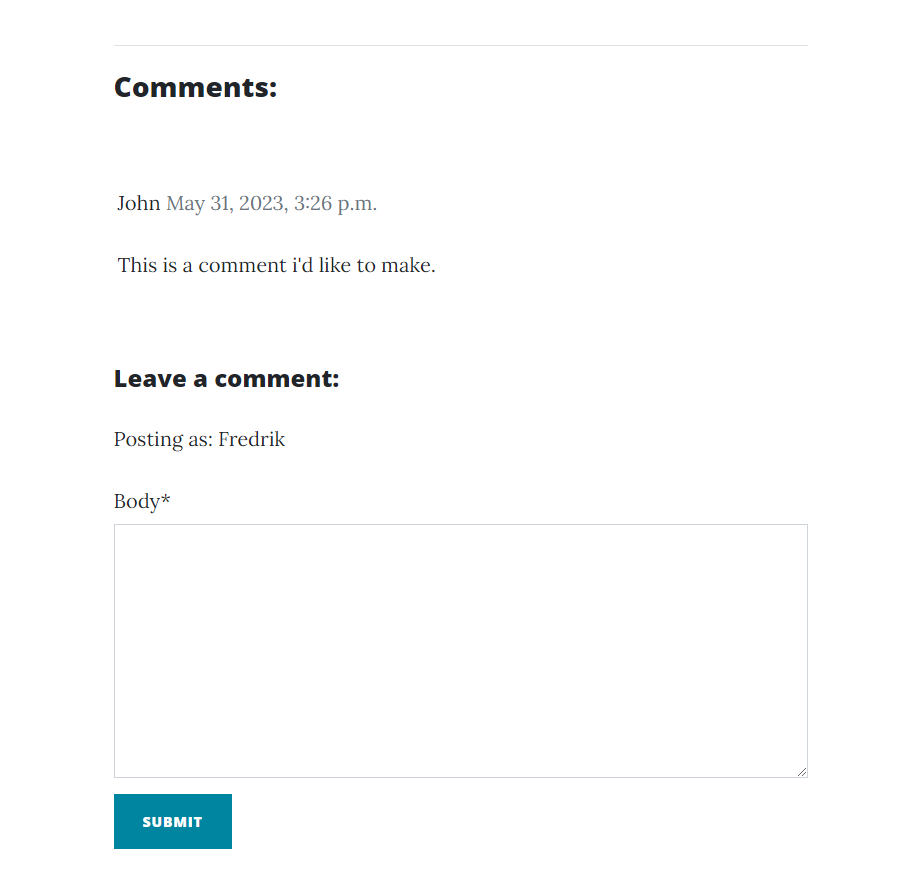 Comments:
John May 31, 2023, 3:26 p.m.
This is a comment i'd like to make.
Leave a comment:
Posting as: Fredrik
Body*
SUBMIT